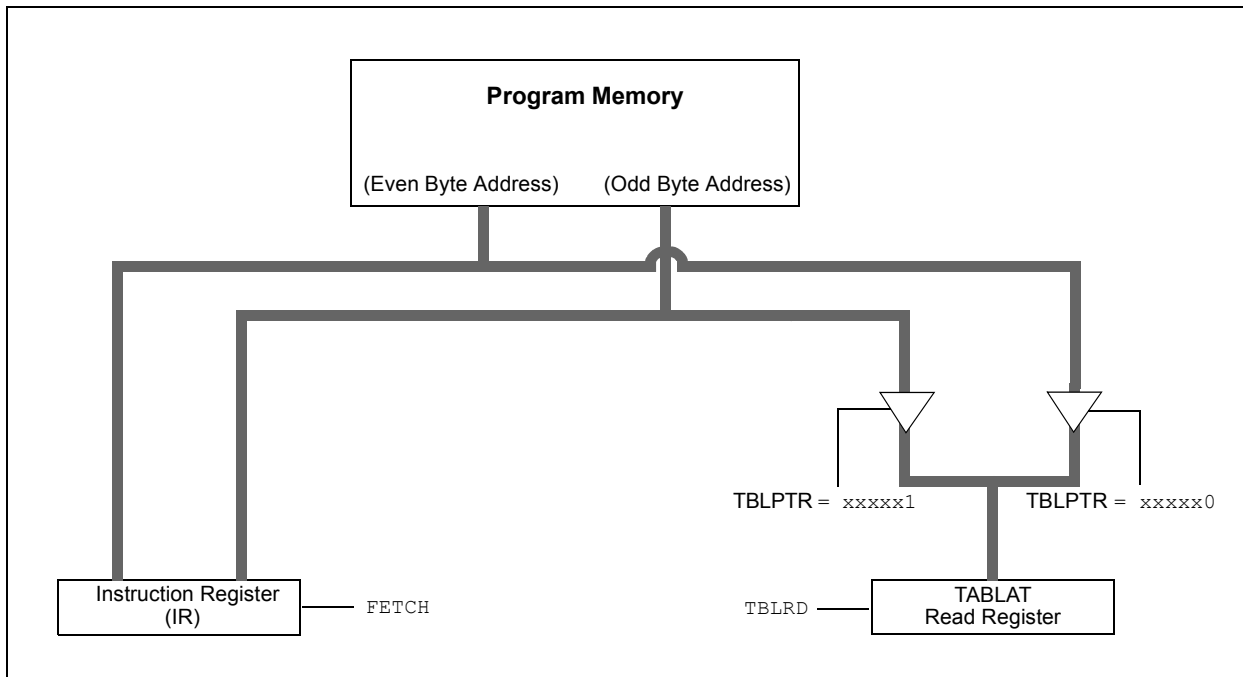 Program Memory
(Even Byte Address) (Odd Byte Address)
TBLPTR = xxxxx1
TBLPTR = xxxxx0
Instruction Register
(IR)
FETCH
TBLRD
TABLAT
Read Register